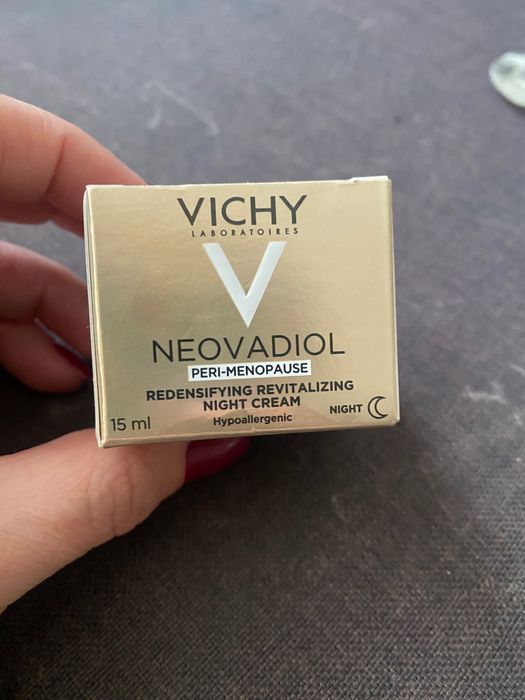 VICHY
LABORATOIRES
V
NEOVADIOL
PERI-MENOPAUSE
REDENSIFYING REVITALIZING
NIGHT CREAM
Hypoallergenic
15 ml
NIGHT